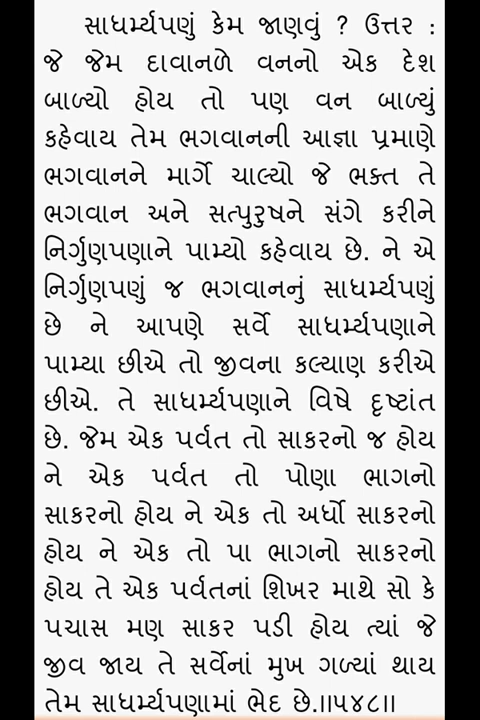 સાધર્મ્યપણું કેમ જાણવું ? ઉત્તર :
જે જેમ દાવાનળે વનનો એક દેશ
બાળ્યો હોય તો પણ વન બાળ્યું
કહેવાય તેમ ભગવાનની આજ્ઞા પ્રમાણે
ભગવાનને માર્ગે ચાલ્યો જે ભક્ત તે
ભગવાન અને સત્પુરુષને સંગે કરીને
નિર્ગુણપણાને પામ્યો કહેવાય છે. ને એ
નિર્ગુણપણું જ ભગવાનનું સાધર્મ્યપણું
છે ને આપણે સર્વે સાધર્મ્યપણાને
પામ્યા છીએ તો જીવના કલ્યાણ કરીએ
છીએ. તે સાધર્મ્યપણાને વિષે દૃષ્ટાંત
છે. જેમ એક પર્વત તો સાકરનો જ હોય
ને એક પર્વત તો પોણા ભાગનો
સાકરનો હોય ને એક તો અર્ધો સાકરનો
હોય ને એક તો પા ભાગનો સાકરનો
હોય તે એક પર્વતનાં શિખર માથે સો કે
પચાસ મણ સાકર પડી હોય ત્યાં જે
જીવ જાય તે સર્વેનાં મુખ ગળ્યાં થાય
તેમ સાધર્મ્યપણામાં ભેદ છે.॥૫૪૮॥